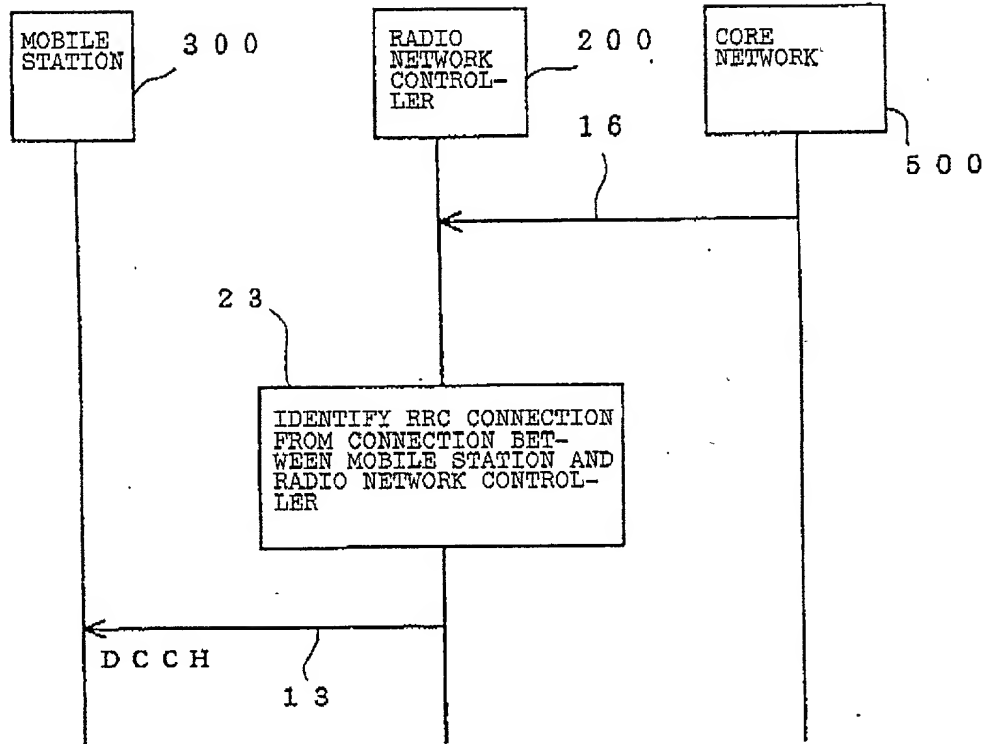 MOBILE
STATION
300
RADIO
NETWORK
CONTROL-
LER
200
CORE
NETWORK
500
16
23
IDENTIFY RRC CONNECTION
FROM CONNECTION BET-
WEEN MOBILE STATION AND
RADIO NETWORK CONTROL-
LER
DCCH
13